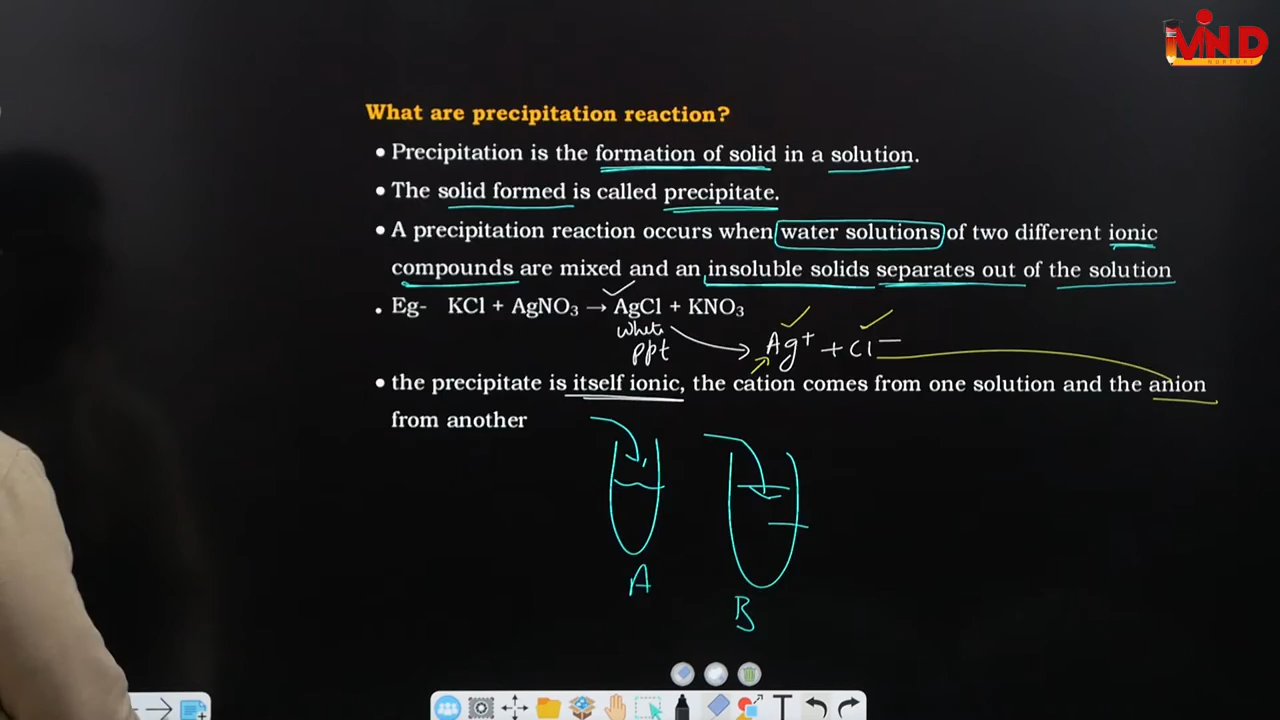 MIND
NURTURE
What are precipitation reaction?
• Precipitation is the formation of solid in a solution.
• The solid formed is called precipitate.
• A precipitation reaction occurs when water solutions of two different ionic
compounds are mixed and an insoluble solids separates out of the solution
• Eg- KCl + AgNO₃ → AgCl + KNO₃
white
ppt
Ag⁺ + Cl⁻
• the precipitate is itself ionic, the cation comes from one solution and the anion
from another
A
B